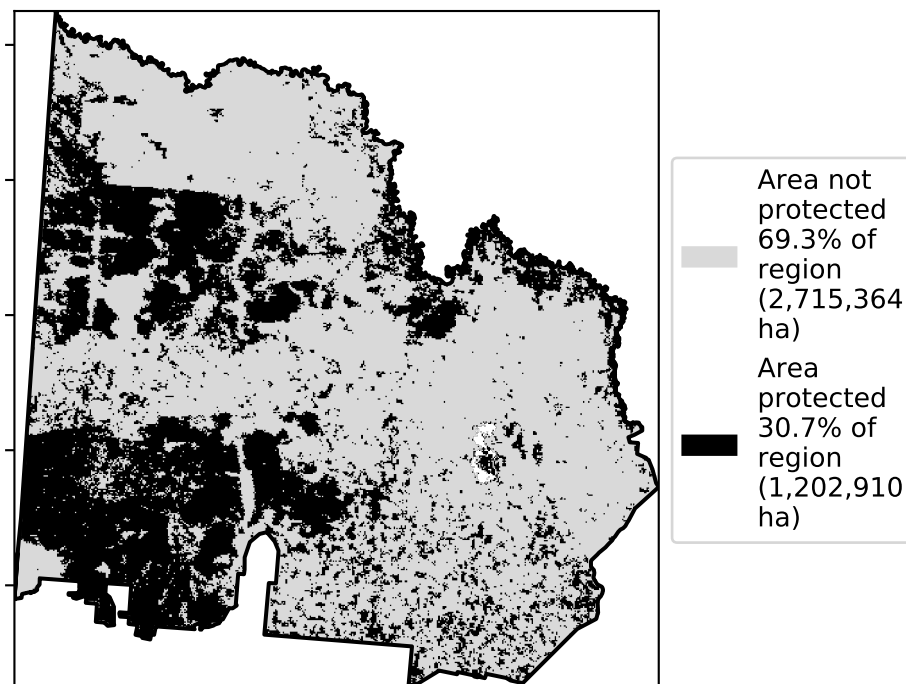 Area not
protected
69.3% of
region
(2,715,364
ha)
Area
protected
30.7% of
region
(1,202,910
ha)